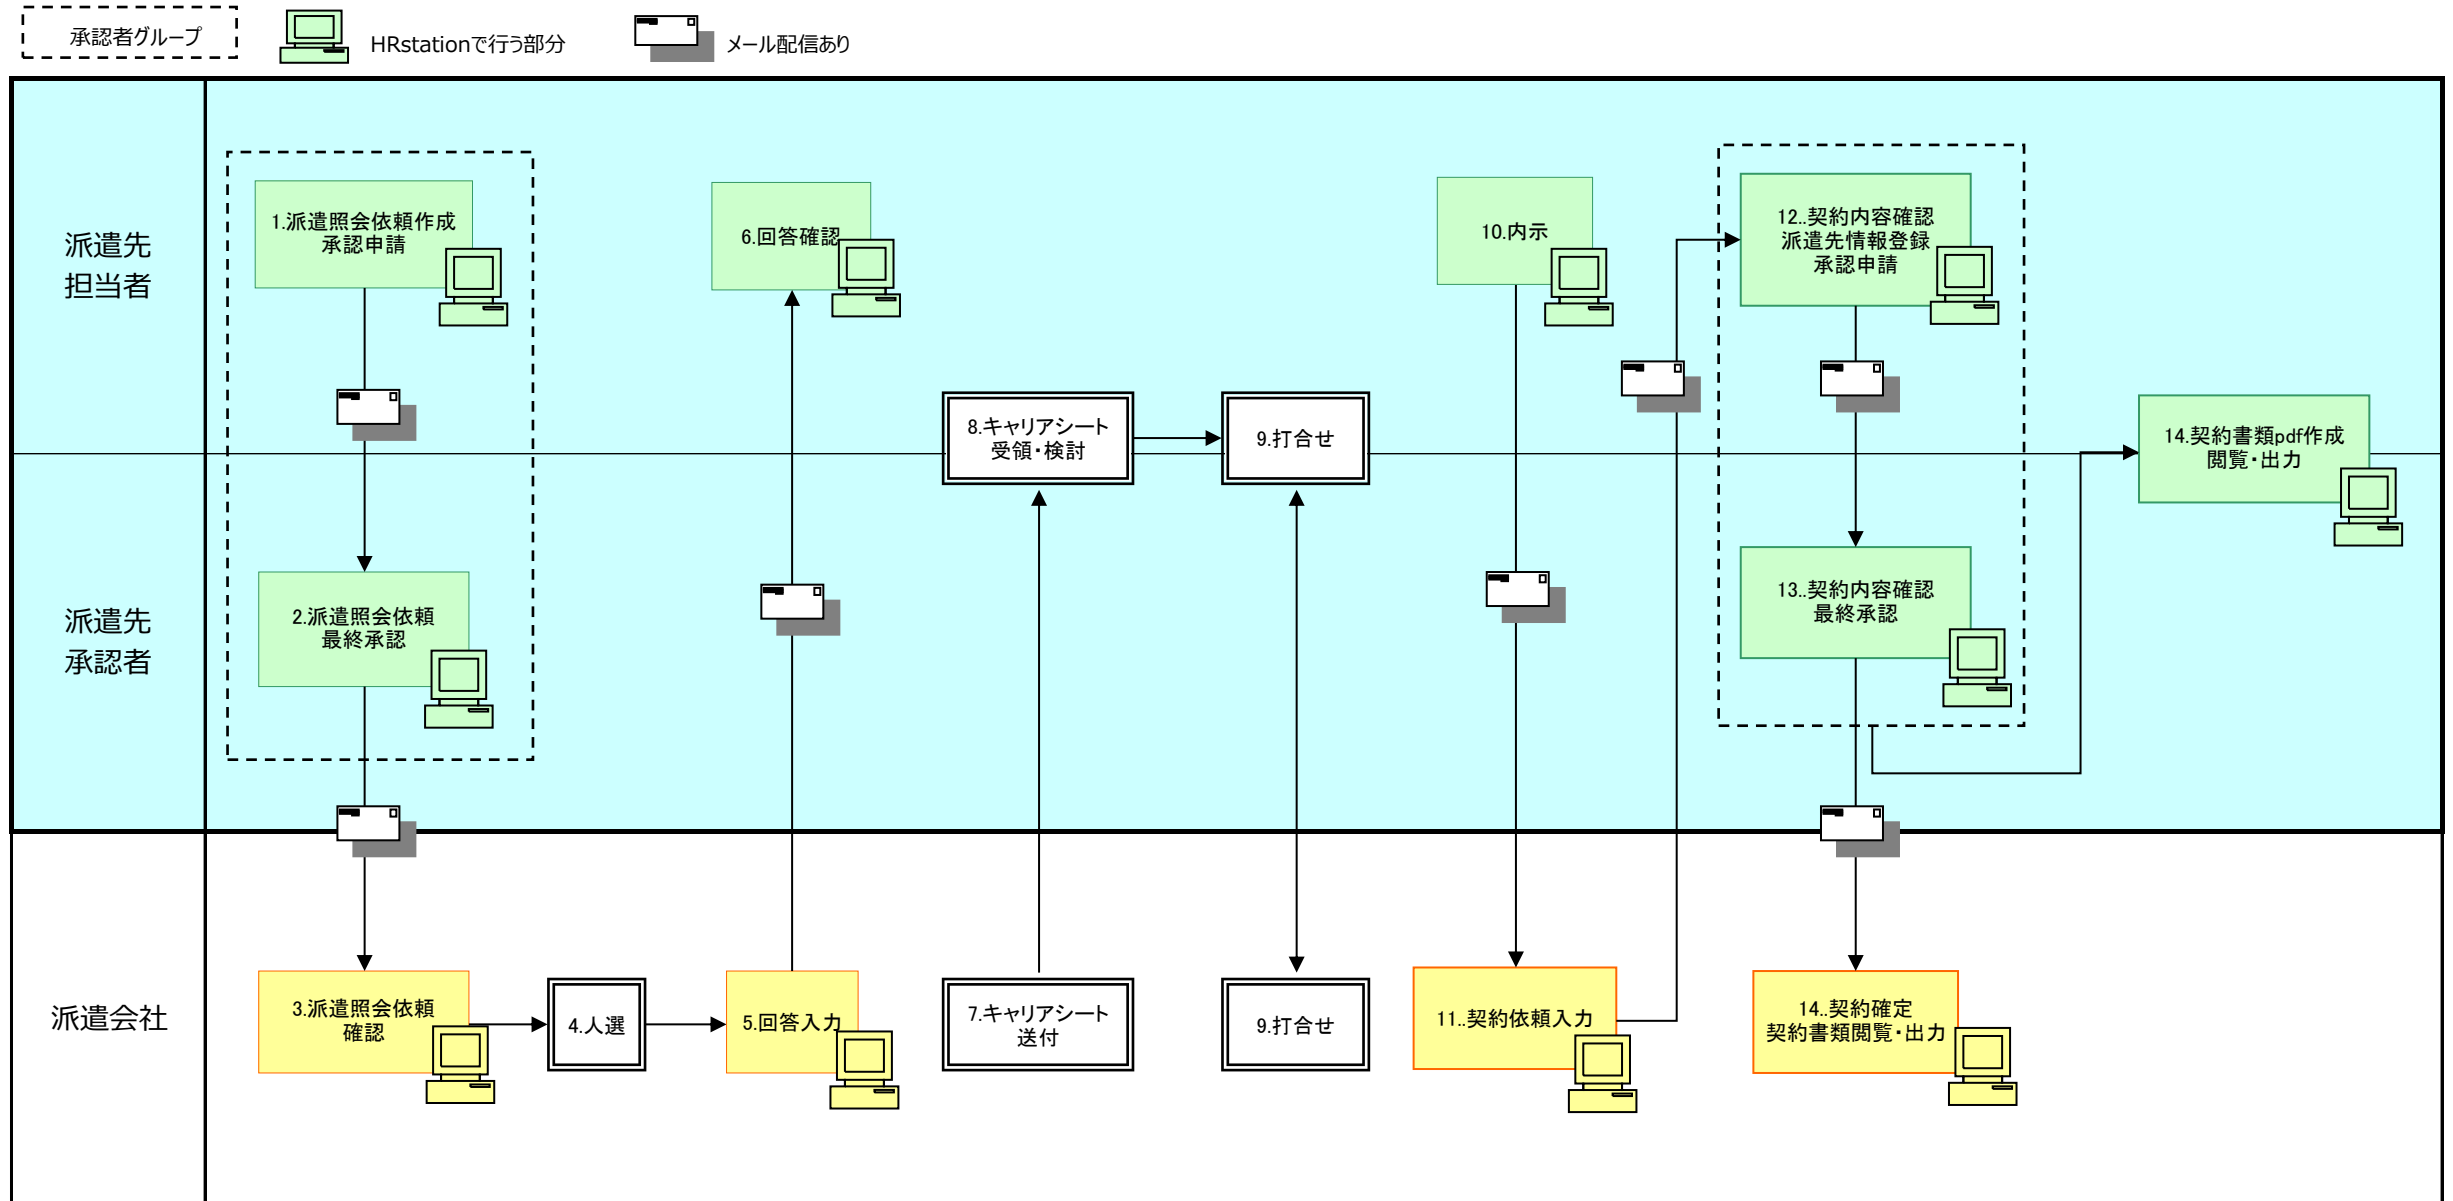 承認者グループ
HRstationで行う部分
メール配信あり
派遣先
担当者
1.派遣照会依頼作成
承認申請
6.回答確認
10.内示
12..契約内容確認
派遣先情報登録
承認申請
8.キャリアシート
受領・検討
9.打合せ
14.契約書類pdf作成
閲覧・出力
派遣先
承認者
2.派遣照会依頼
最終承認
13..契約内容確認
最終承認
派遣会社
3.派遣照会依頼
確認
4.人選
5.回答入力
7.キャリアシート
送付
9.打合せ
11..契約依頼入力
14..契約確定
契約書類閲覧・出力